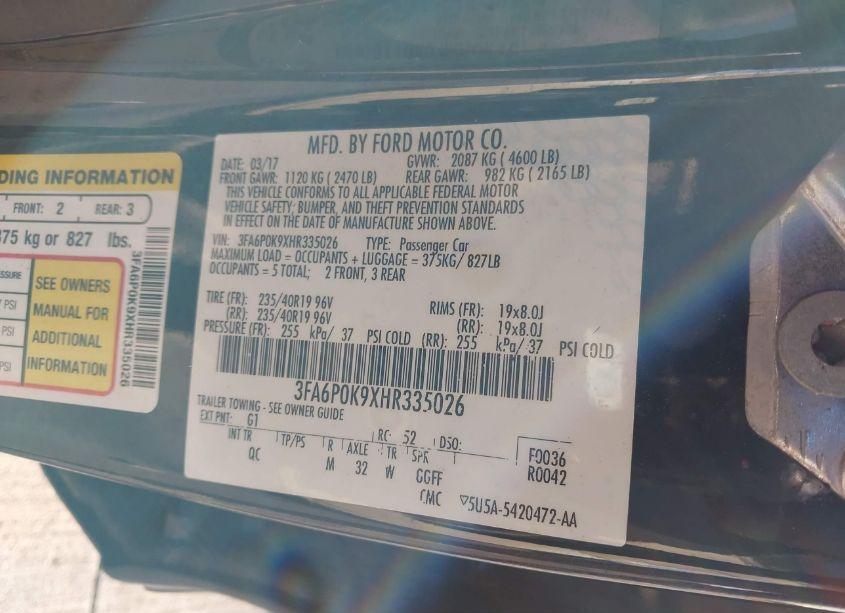 DING INFORMATION
FRONT: 2 REAR: 3
375 kg or 827 lbs.
SEE OWNERS
MANUAL FOR
ADDITIONAL
INFORMATION
PSI
PSI
PSI
3FA6P0K9XHR335026
MFD. BY FORD MOTOR CO.
DATE: 03/17 GVWR: 2087 KG ( 4600 LB)
FRONT GAWR: 1120 KG ( 2470 LB) REAR GAWR: 982 KG ( 2165 LB)
THIS VEHICLE CONFORMS TO ALL APPLICABLE FEDERAL MOTOR
VEHICLE SAFETY, BUMPER, AND THEFT PREVENTION STANDARDS
IN EFFECT ON THE DATE OF MANUFACTURE SHOWN ABOVE.
VIN: 3FA6P0K9XHR335026 TYPE: Passenger Car
MAXIMUM LOAD = OCCUPANTS + LUGGAGE = 375KG/ 827LB
OCCUPANTS = 5 TOTAL; 2 FRONT, 3 REAR
TIRE (FR): 235/40R19 96V RIMS (FR): 19x8.0J
(RR): 235/40R19 96V (RR): 19x8.0J
PRESSURE (FR): 255 kPa/ 37 PSI COLD (RR): 255 kPa/ 37 PSI COLD
3FA6P0K9XHR335026
TRAILER TOWING - SEE OWNER GUIDE
EXT PNT: G1 RC: 52 DSO: F0036
INT TR TP/PS R AXLE TR SPR R0042
QC M 32 W GGFF
CMC ▽5U5A-5420472-AA